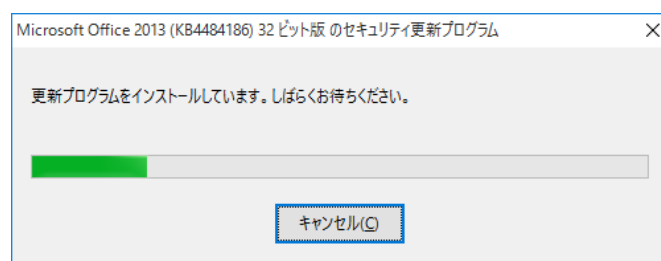 Microsoft Office 2013 (KB4484186) 32 ビット版 のセキュリティ更新プログラム
更新プログラムをインストールしています。しばらくお待ちください。
キャンセル(C)